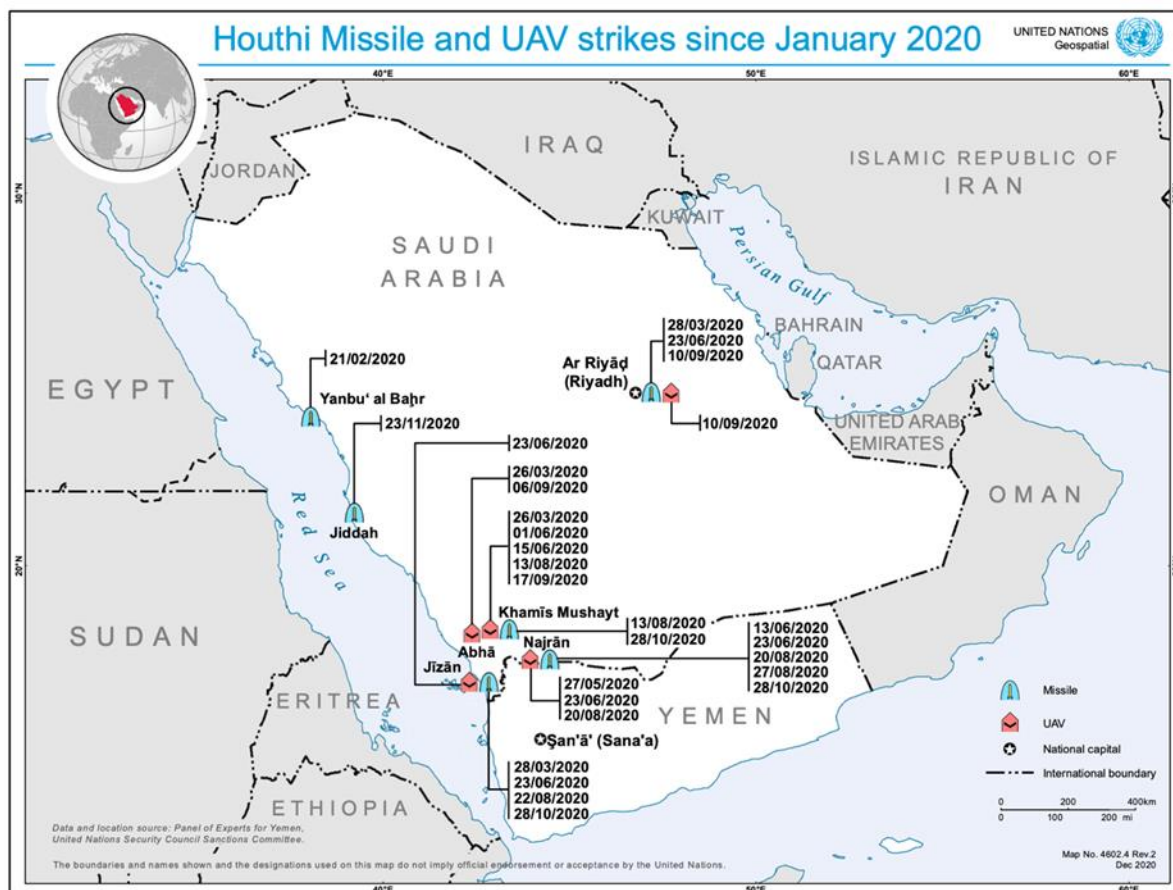 Houthi Missile and UAV strikes since January 2020
UNITED NATIONS
Geospatial
40°E
50°E
60°E
30°N
20°N
IRAQ
JORDAN
ISLAMIC REPUBLIC OF
IRAN
KUWAIT
SAUDI
ARABIA
Persian Gulf
28/03/2020
23/06/2020
10/09/2020
BAHRAIN
QATAR
21/02/2020
Ar Riyāḑ
(Riyadh)
EGYPT
Yanbu‘ al Baḩr
23/11/2020
10/09/2020
UNITED ARAB
EMIRATES
23/06/2020
26/03/2020
06/09/2020
OMAN
Red Sea
Jiddah
26/03/2020
01/06/2020
15/06/2020
13/08/2020
17/09/2020
SUDAN
Khamīs Mushayt
13/08/2020
28/10/2020
Abhā
Najrān
13/06/2020
23/06/2020
20/08/2020
27/08/2020
28/10/2020
Jīzān
27/05/2020
23/06/2020
20/08/2020
ERITREA
YEMEN
Şan'ā' (Sana'a)
28/03/2020
23/06/2020
22/08/2020
28/10/2020
ETHIOPIA
Missile
UAV
National capital
International boundary
0 200 400km
0 100 200 mi
Data and location source: Panel of Experts for Yemen,
United Nations Security Council Sanctions Committee.
The boundaries and names shown and the designations used on this map do not imply official endorsement or acceptance by the United Nations.
Map No. 4602.4 Rev.2
Dec 2020
40°E
50°E
60°E